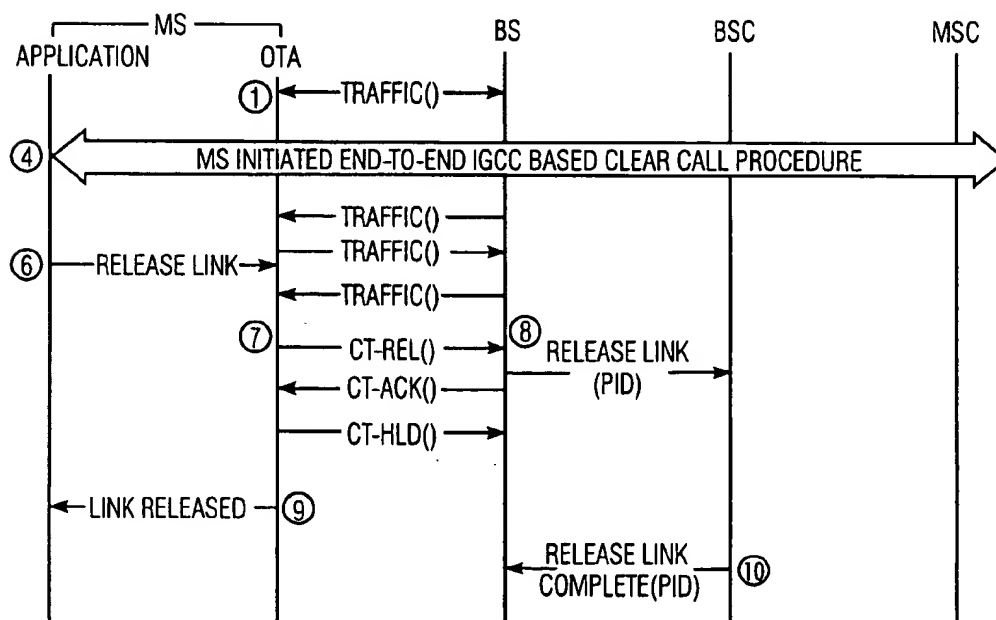 MS
APPLICATION OTA BS BSC MSC
① TRAFFIC()
④ MS INITIATED END-TO-END IGCC BASED CLEAR CALL PROCEDURE
TRAFFIC()
TRAFFIC()
⑥ RELEASE LINK
TRAFFIC()
⑦ CT-REL() ⑧
RELEASE LINK
(PID)
CT-ACK()
CT-HLD()
LINK RELEASED ⑨
RELEASE LINK
COMPLETE(PID) ⑩